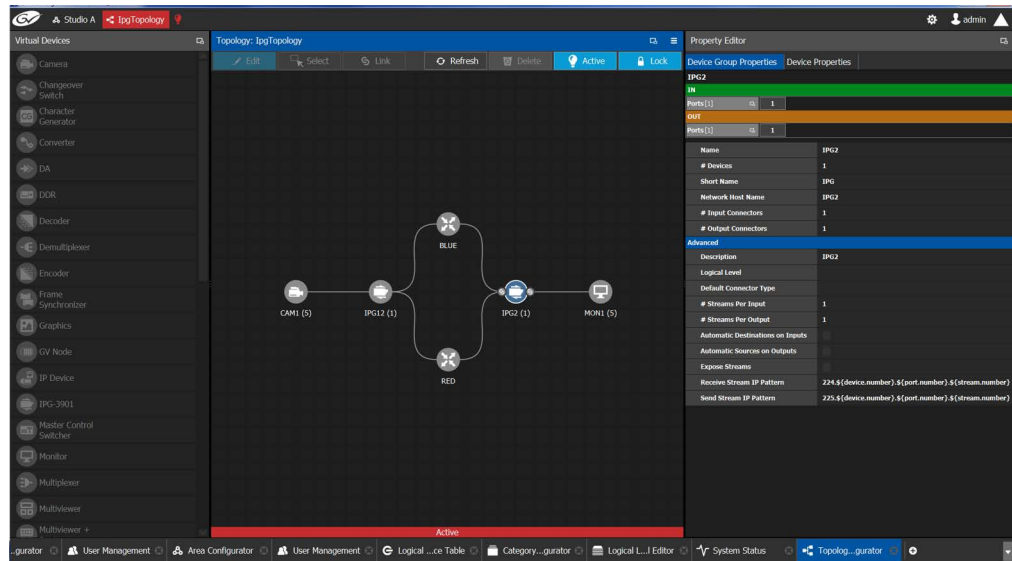 GV Studio A IpgTopology admin
Virtual Devices
Camera
Changeover
Switch
CG
Character
Generator
Converter
DA
DDR
Decoder
Demultiplexer
Encoder
Frame
Synchronizer
Graphics
GV Node
IP Device
IPG-3901
Master Control
Switcher
Monitor
Multiplexer
Multiviewer
Multiviewer +
Topology: IpgTopology
Edit Select Link Refresh Delete Active Lock
BLUE
CAM1 (5) IPG12 (1) IPG2 (1) MON1 (5)
RED
Active
Property Editor
Device Group Properties Device Properties
IPG2
IN
Ports [1] 1
OUT
Ports [1] 1
Name IPG2
# Devices 1
Short Name IPG
Network Host Name IPG2
# Input Connectors 1
# Output Connectors 1
Advanced
Description IPG2
Logical Level
Default Connector Type
# Streams Per Input 1
# Streams Per Output 1
Automatic Destinations on Inputs
Automatic Sources on Outputs
Expose Streams
Receive Stream IP Pattern 224.${device.number}.${port.number}.${stream.number}
Send Stream IP Pattern 225.${device.number}.${port.number}.${stream.number}
..gurator User Management Area Configurator User Management Logical ...ce Table Category...gurator Logical L...l Editor System Status Topolog...gurator